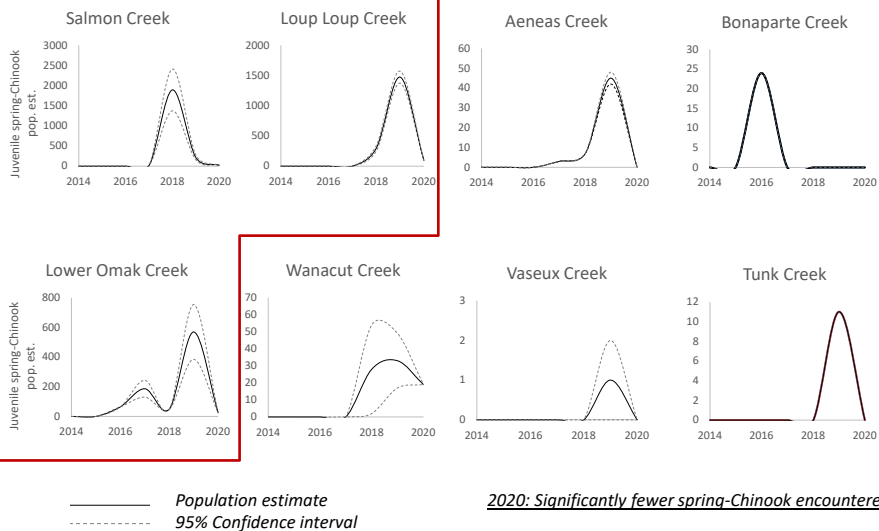 Salmon Creek
Loup Loup Creek
Aeneas Creek
Bonaparte Creek
Juvenile spring-Chinook
pop. est.
3000
2500
2000
1500
1000
500
0
2014 2016 2018 2020
2000
1500
1000
500
0
2014 2016 2018 2020
60
50
40
30
20
10
0
2014 2016 2018 2020
30
25
20
15
10
5
0
2014 2016 2018 2020
Lower Omak Creek
Wanacut Creek
Vaseux Creek
Tunk Creek
Juvenile spring-Chinook
pop. est.
800
600
400
200
0
2014 2016 2018 2020
70
60
50
40
30
20
10
0
2014 2016 2018 2020
3
2
1
0
2014 2016 2018 2020
12
10
8
6
4
2
0
2014 2016 2018 2020
Population estimate
95% Confidence interval
2020: Significantly fewer spring-Chinook encountere